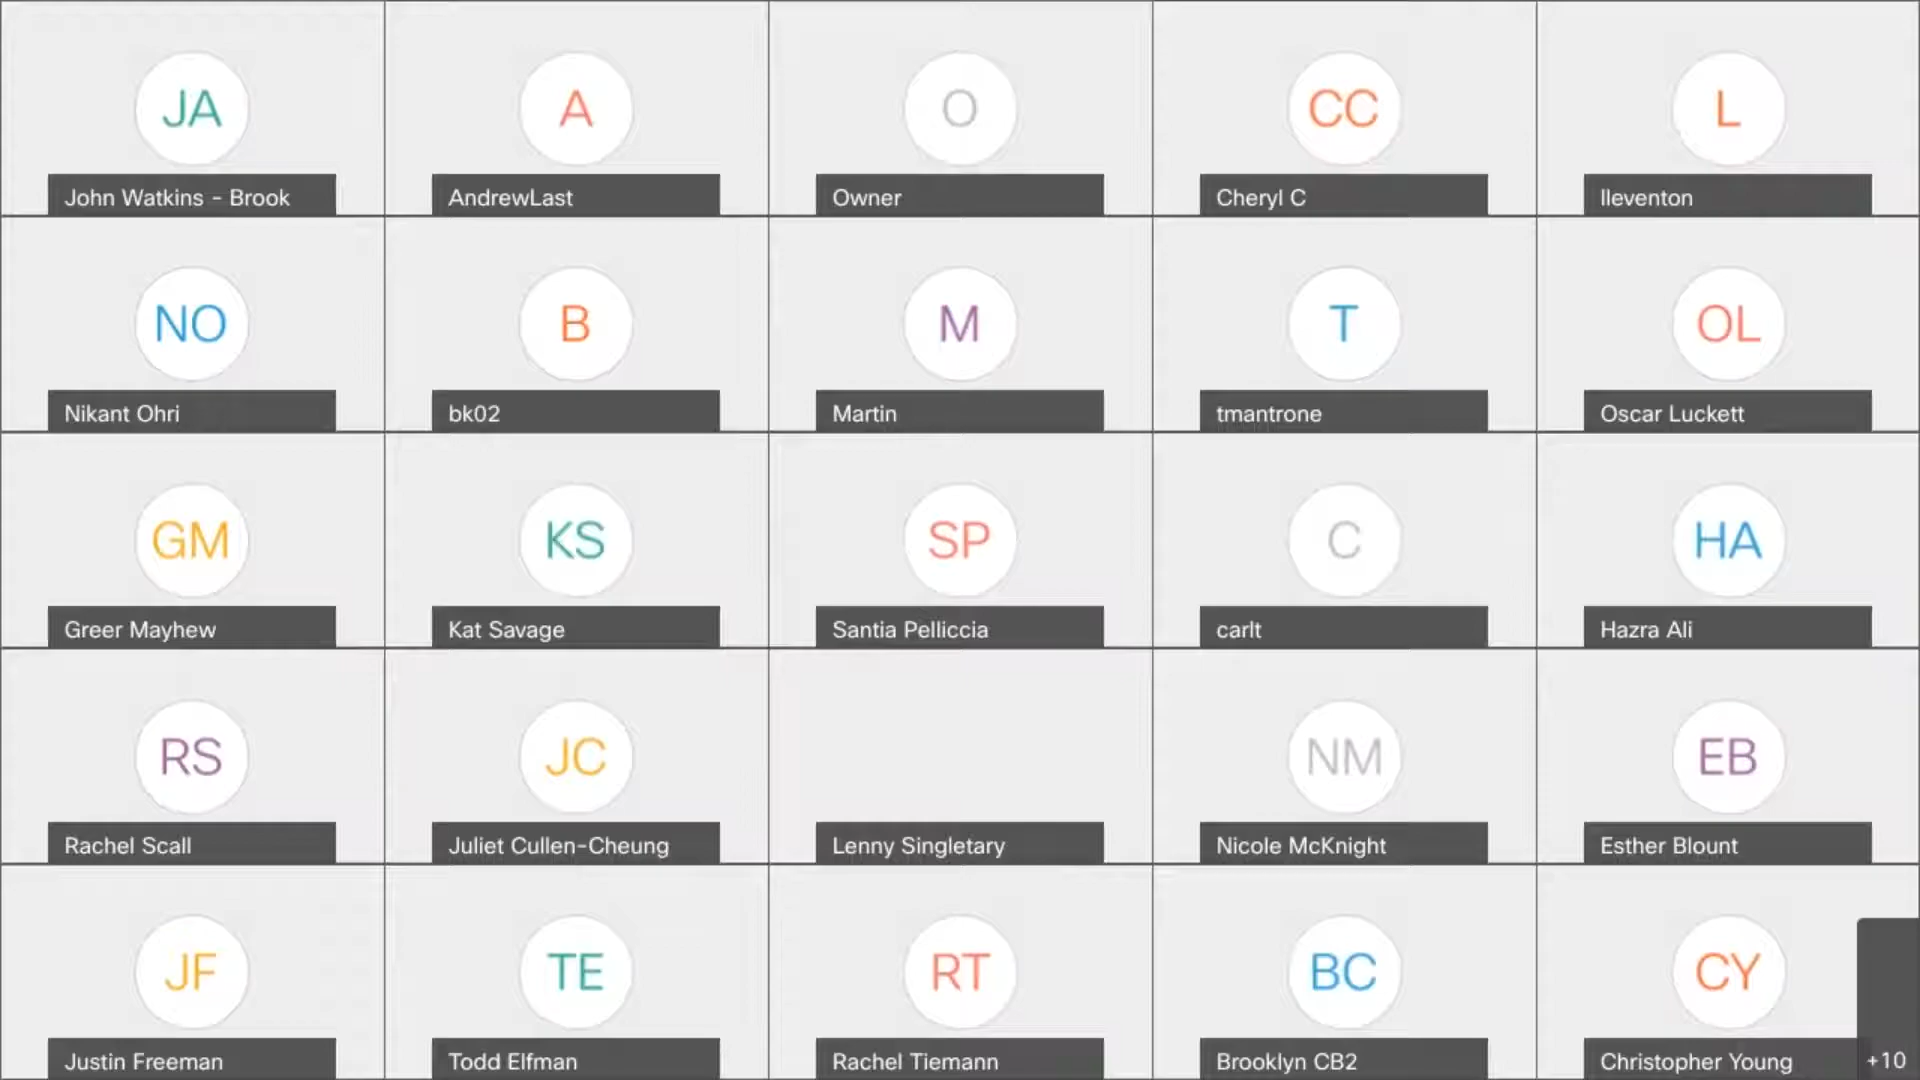 JA
John Watkins - Brook
A
AndrewLast
O
Owner
CC
Cheryl C
L
lleventon
NO
Nikant Ohri
B
bk02
M
Martin
T
tmantrone
OL
Oscar Luckett
GM
Greer Mayhew
KS
Kat Savage
SP
Santia Pelliccia
C
carlt
HA
Hazra Ali
RS
Rachel Scall
JC
Juliet Cullen-Cheung
Lenny Singletary
NM
Nicole McKnight
EB
Esther Blount
JF
Justin Freeman
TE
Todd Elfman
RT
Rachel Tiemann
BC
Brooklyn CB2
CY
Christopher Young
+10